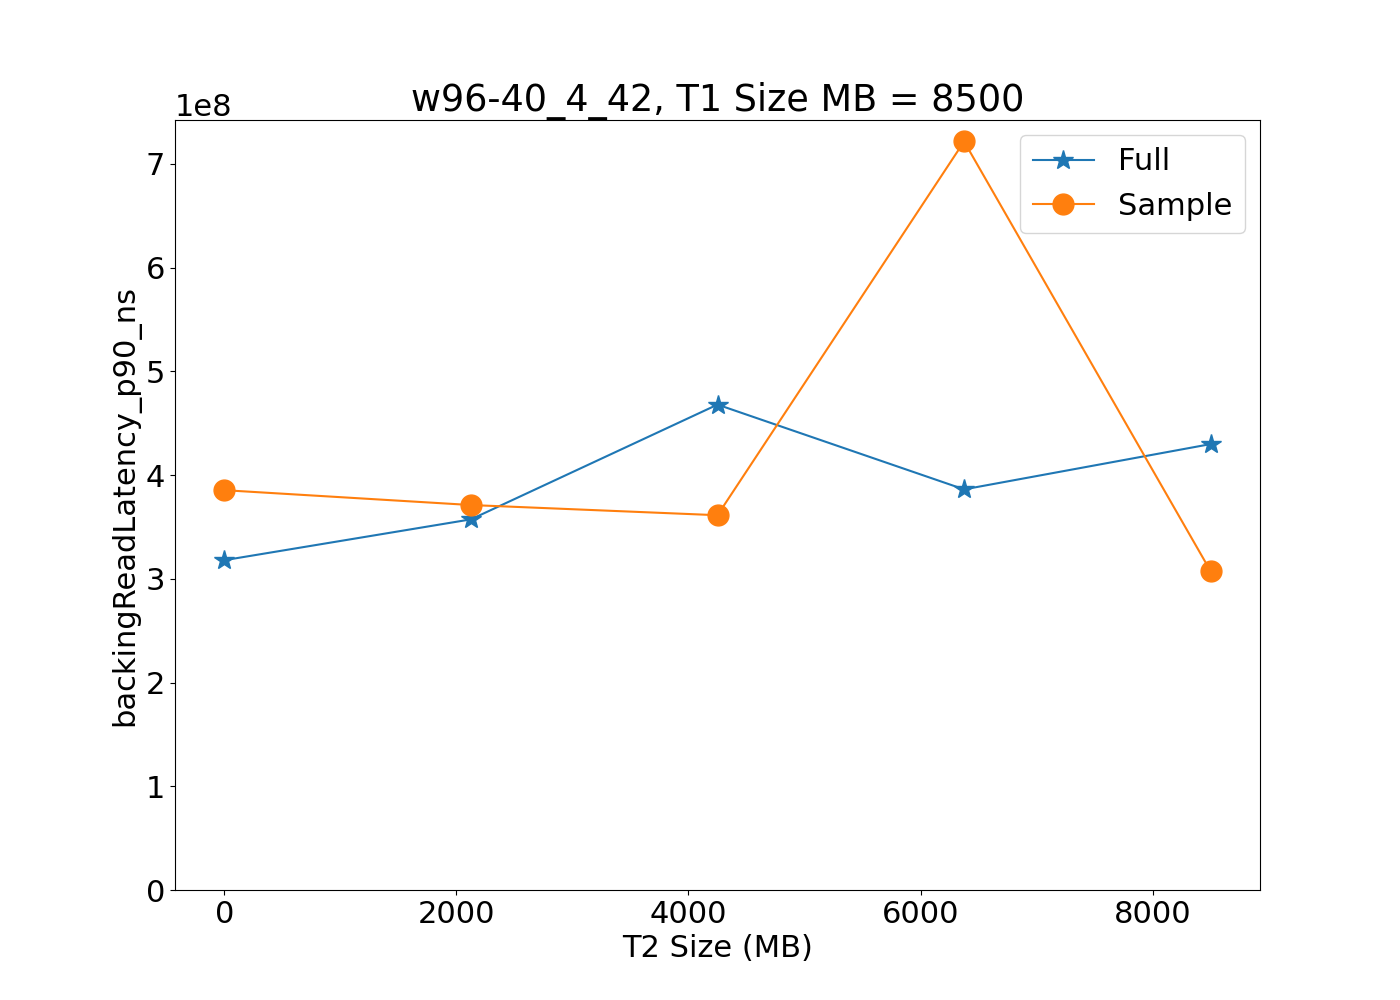 w96-40_4_42, T1 Size MB = 8500
1e8
Full
Sample
7
6
5
4
3
2
1
0
backingReadLatency_p90_ns
0 2000 4000 6000 8000
T2 Size (MB)